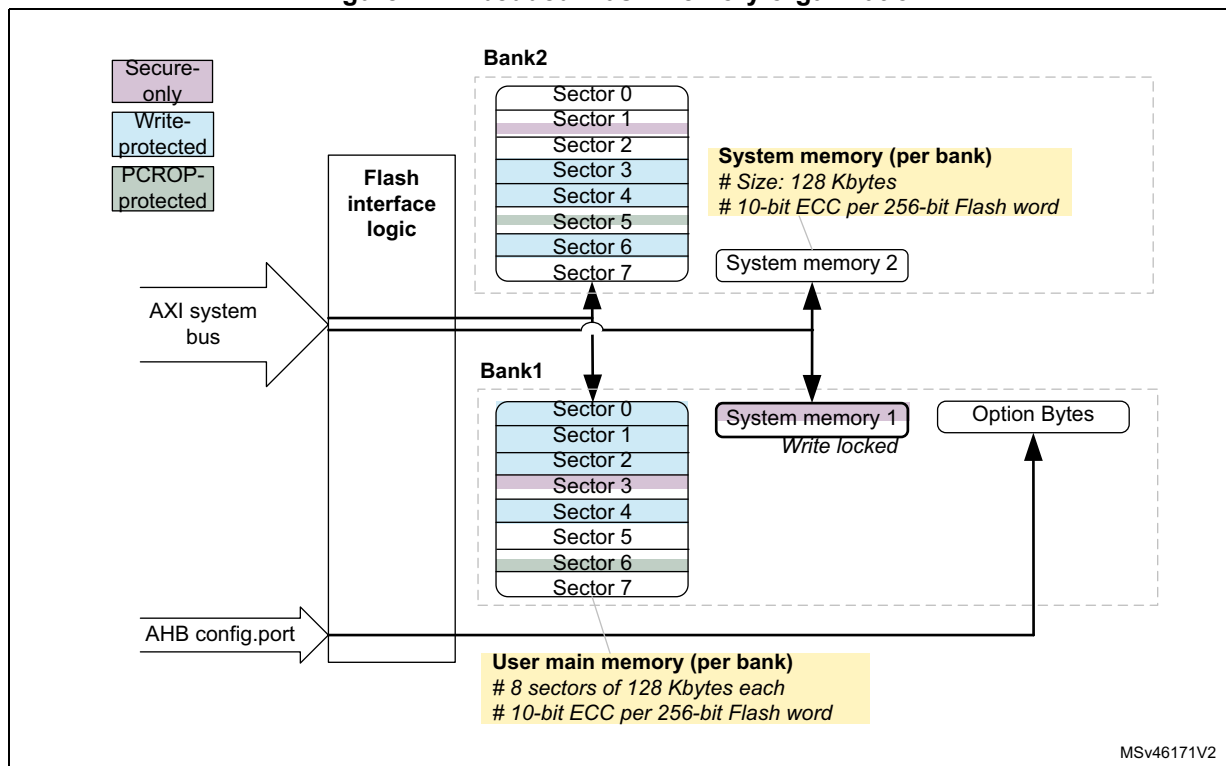 Bank2
Secure-
only
Write-
protected
PCROP-
protected
Flash
interface
logic
Sector 0
Sector 1
Sector 2
Sector 3
Sector 4
Sector 5
Sector 6
Sector 7
System memory (per bank)
# Size: 128 Kbytes
# 10-bit ECC per 256-bit Flash word
System memory 2
AXI system
bus
Bank1
Sector 0
Sector 1
Sector 2
Sector 3
Sector 4
Sector 5
Sector 6
Sector 7
System memory 1
Write locked
Option Bytes
AHB config.port
User main memory (per bank)
# 8 sectors of 128 Kbytes each
# 10-bit ECC per 256-bit Flash word
MSv46171V2